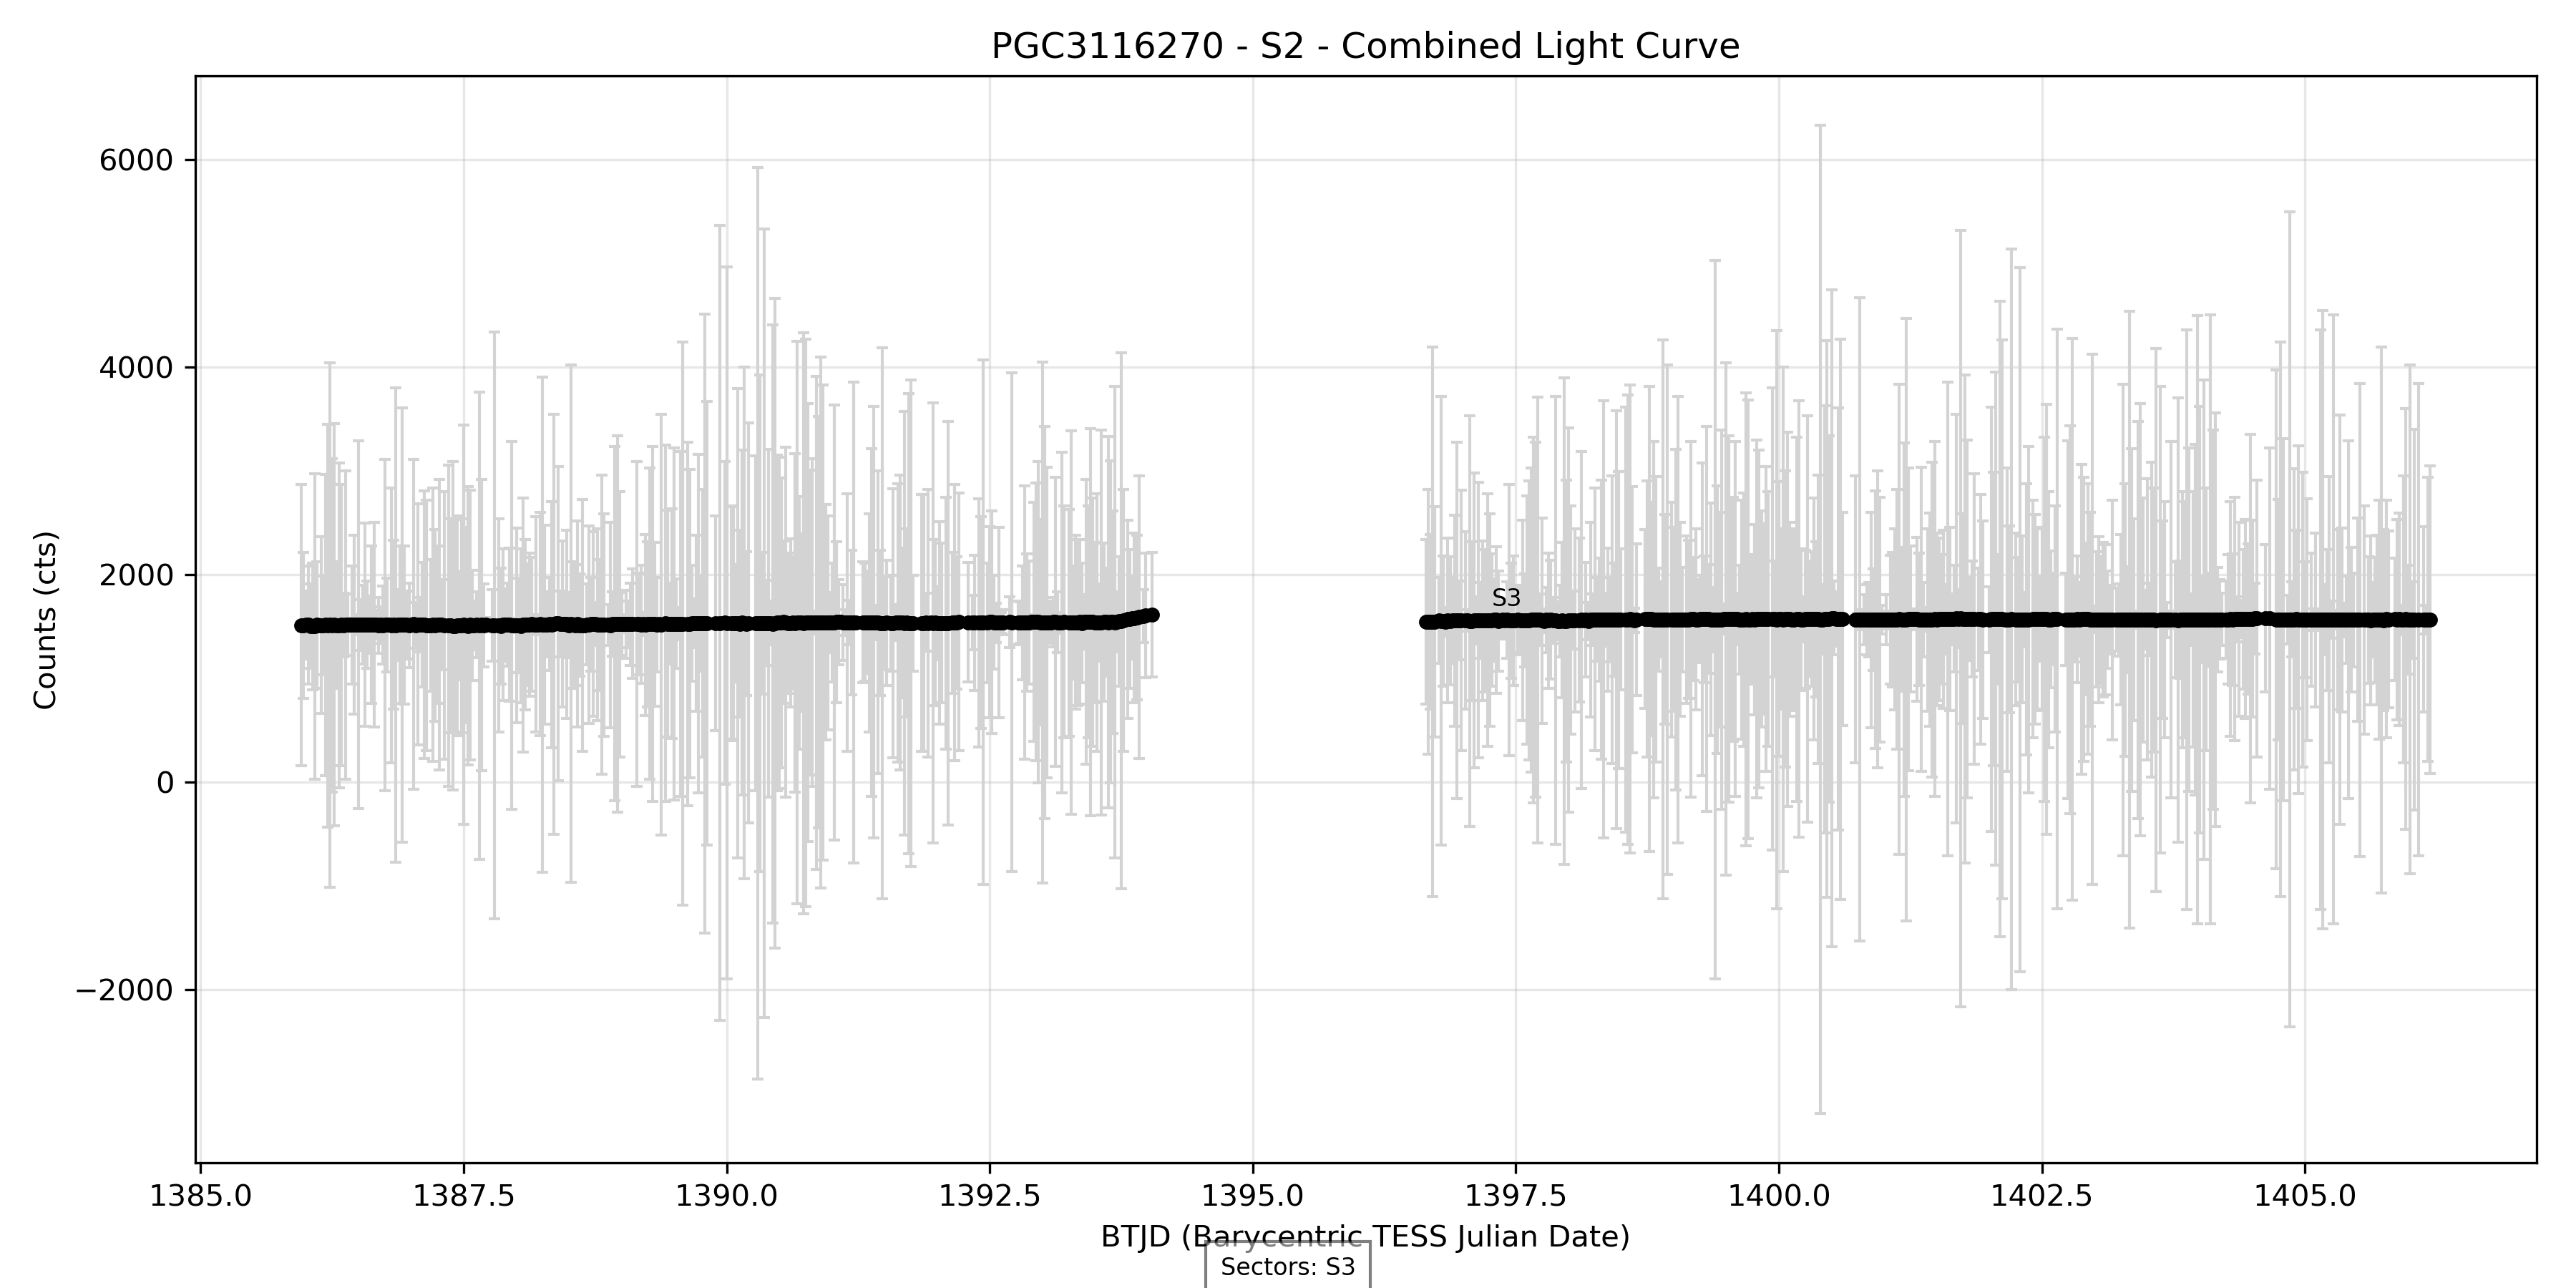 PGC3116270 - S2 - Combined Light Curve
Counts (cts)
6000
4000
2000
0
−2000
S3
1385.0 1387.5 1390.0 1392.5 1395.0 1397.5 1400.0 1402.5 1405.0
BTJD (Barycentric TESS Julian Date)
Sectors: S3